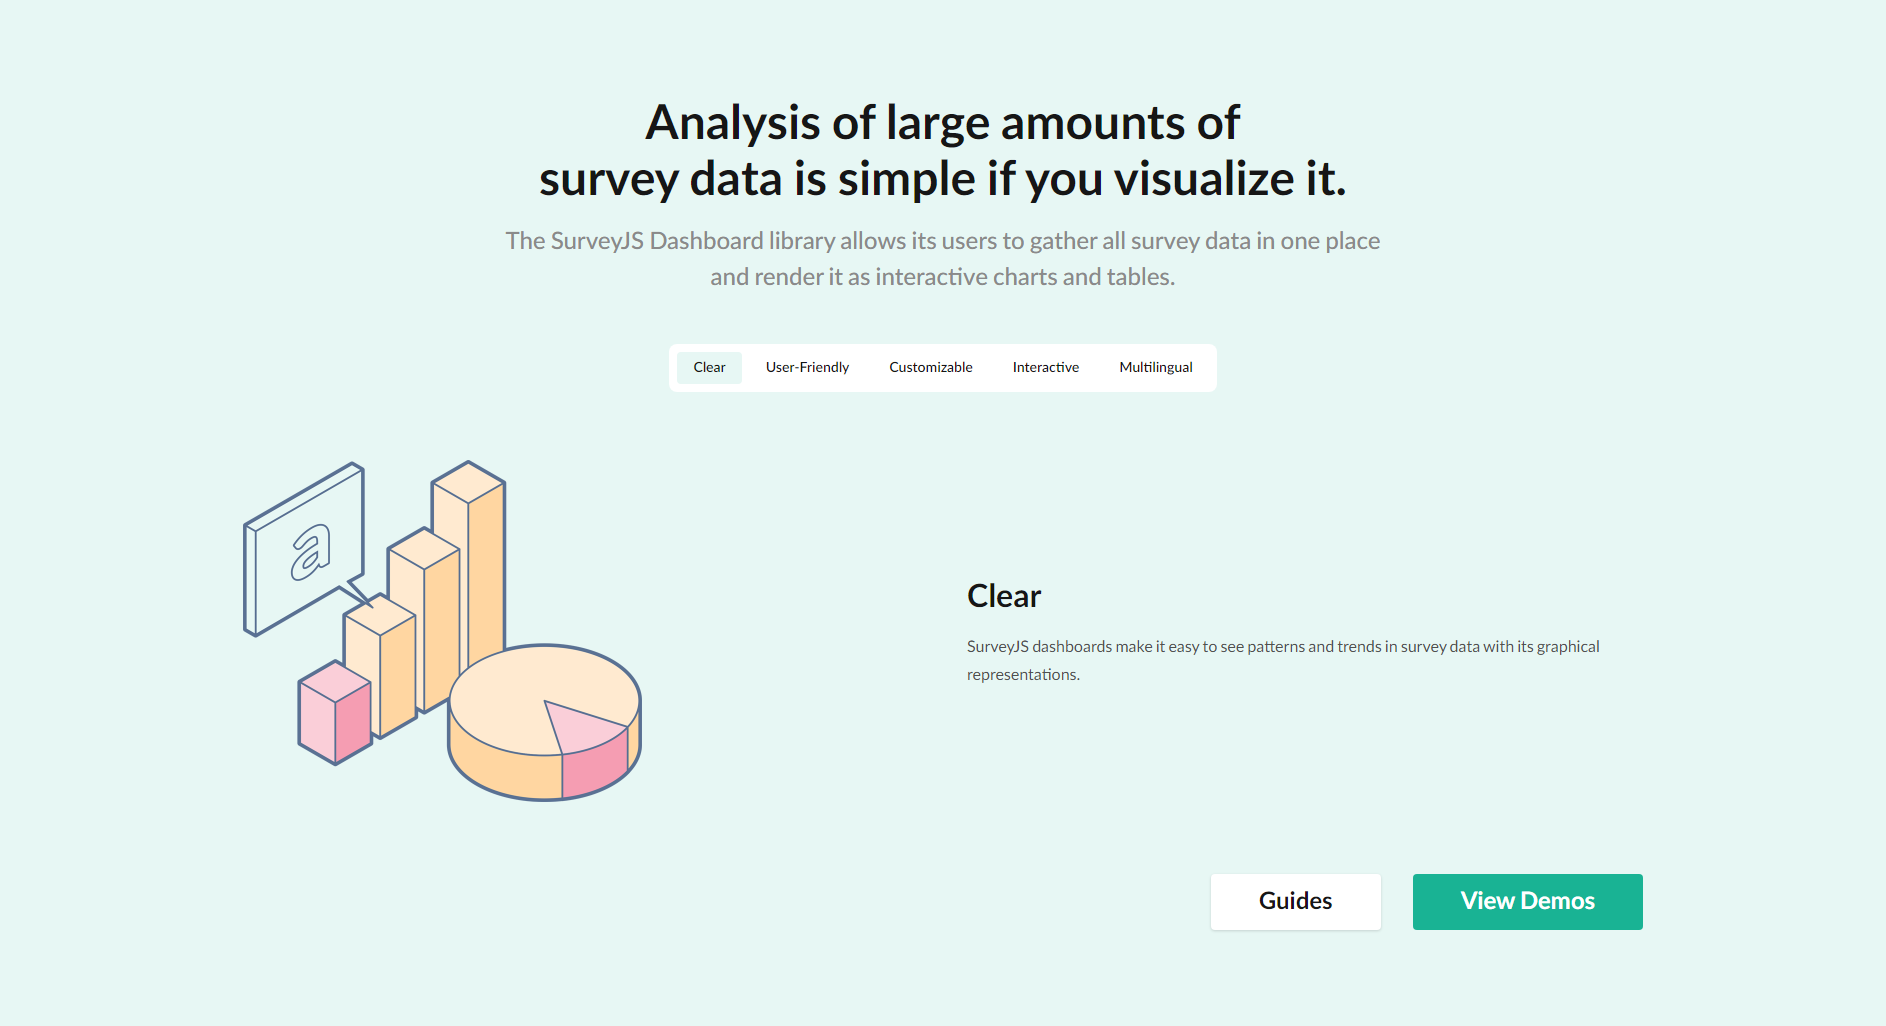 Analysis of large amounts of
survey data is simple if you visualize it.
The SurveyJS Dashboard library allows its users to gather all survey data in one place
and render it as interactive charts and tables.
Clear User-Friendly Customizable Interactive Multilingual
a
Clear
SurveyJS dashboards make it easy to see patterns and trends in survey data with its graphical
representations.
Guides View Demos